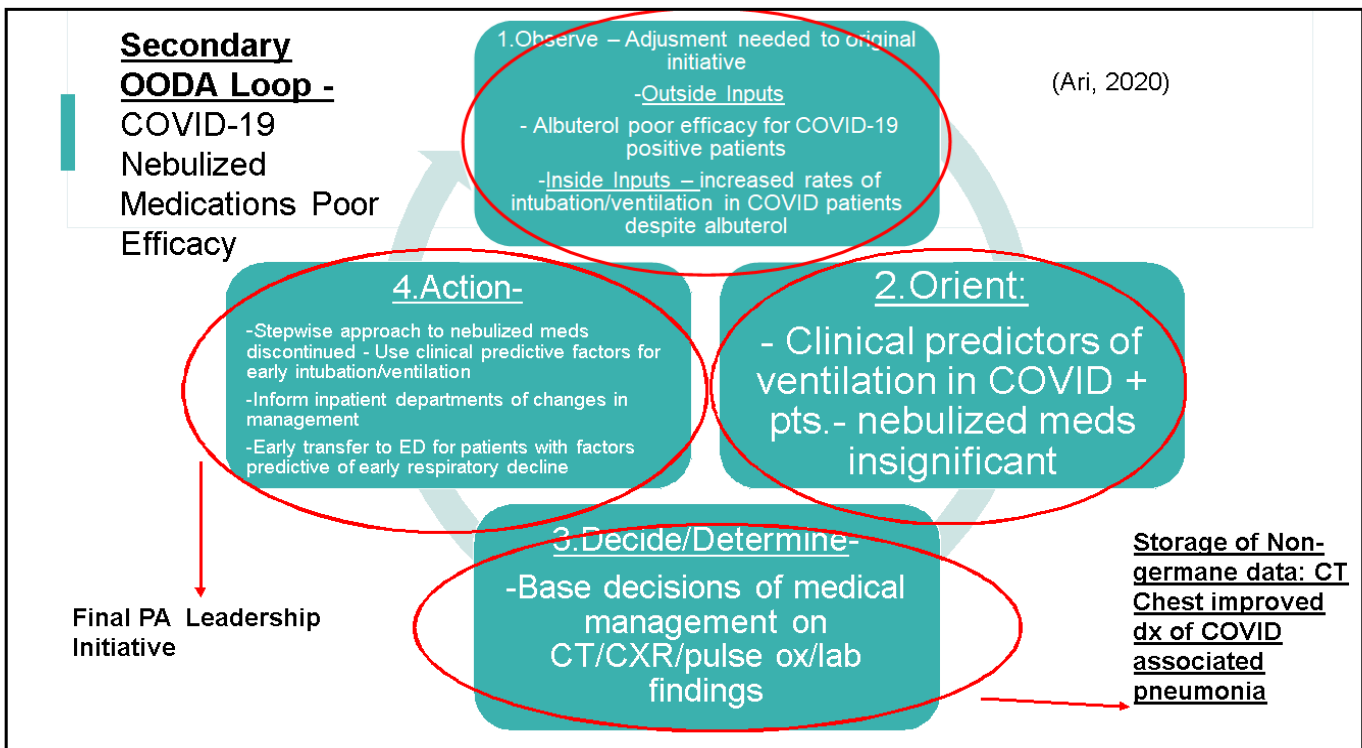 Secondary
OODA Loop -
COVID-19
Nebulized
Medications Poor
Efficacy
1.Observe – Adjusment needed to original
initiative
-Outside Inputs
- Albuterol poor efficacy for COVID-19
positive patients
-Inside Inputs – increased rates of
intubation/ventilation in COVID patients
despite albuterol
(Ari, 2020)
2.Orient:
- Clinical predictors of
ventilation in COVID +
pts.- nebulized meds
insignificant
3.Decide/Determine-
-Base decisions of medical
management on
CT/CXR/pulse ox/lab
findings
Storage of Non-
germane data: CT
Chest improved
dx of COVID
associated
pneumonia
4.Action-
-Stepwise approach to nebulized meds
discontinued - Use clinical predictive factors for
early intubation/ventilation
-Inform inpatient departments of changes in
management
-Early transfer to ED for patients with factors
predictive of early respiratory decline
Final PA Leadership
Initiative